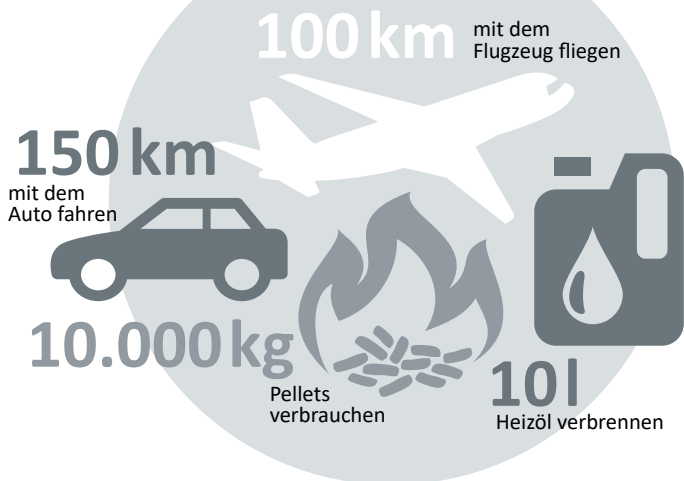 100 km
mit dem
Flugzeug fliegen
150 km
mit dem
Auto fahren
10.000 kg
Pellets
verbrauchen
10 l
Heizöl verbrennen